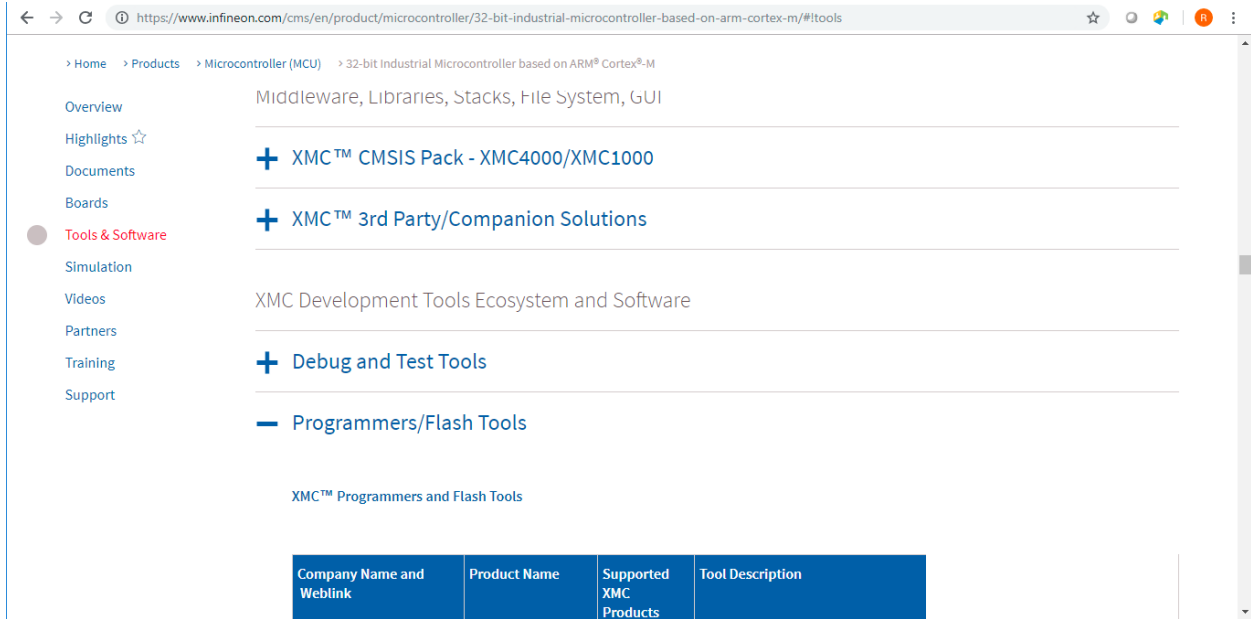 https://www.infineon.com/cms/en/product/microcontroller/32-bit-industrial-microcontroller-based-on-arm-cortex-m/#!tools
R
> Home > Products > Microcontroller (MCU) > 32-bit Industrial Microcontroller based on ARM® Cortex®-M
Overview
Highlights
Documents
Boards
Tools & Software
Simulation
Videos
Partners
Training
Support
Middleware, Libraries, Stacks, File System, GUI
XMC™ CMSIS Pack - XMC4000/XMC1000
XMC™ 3rd Party/Companion Solutions
XMC Development Tools Ecosystem and Software
Debug and Test Tools
Programmers/Flash Tools
XMC™ Programmers and Flash Tools
Company Name and
Weblink
Product Name
Supported
XMC
Products
Tool Description